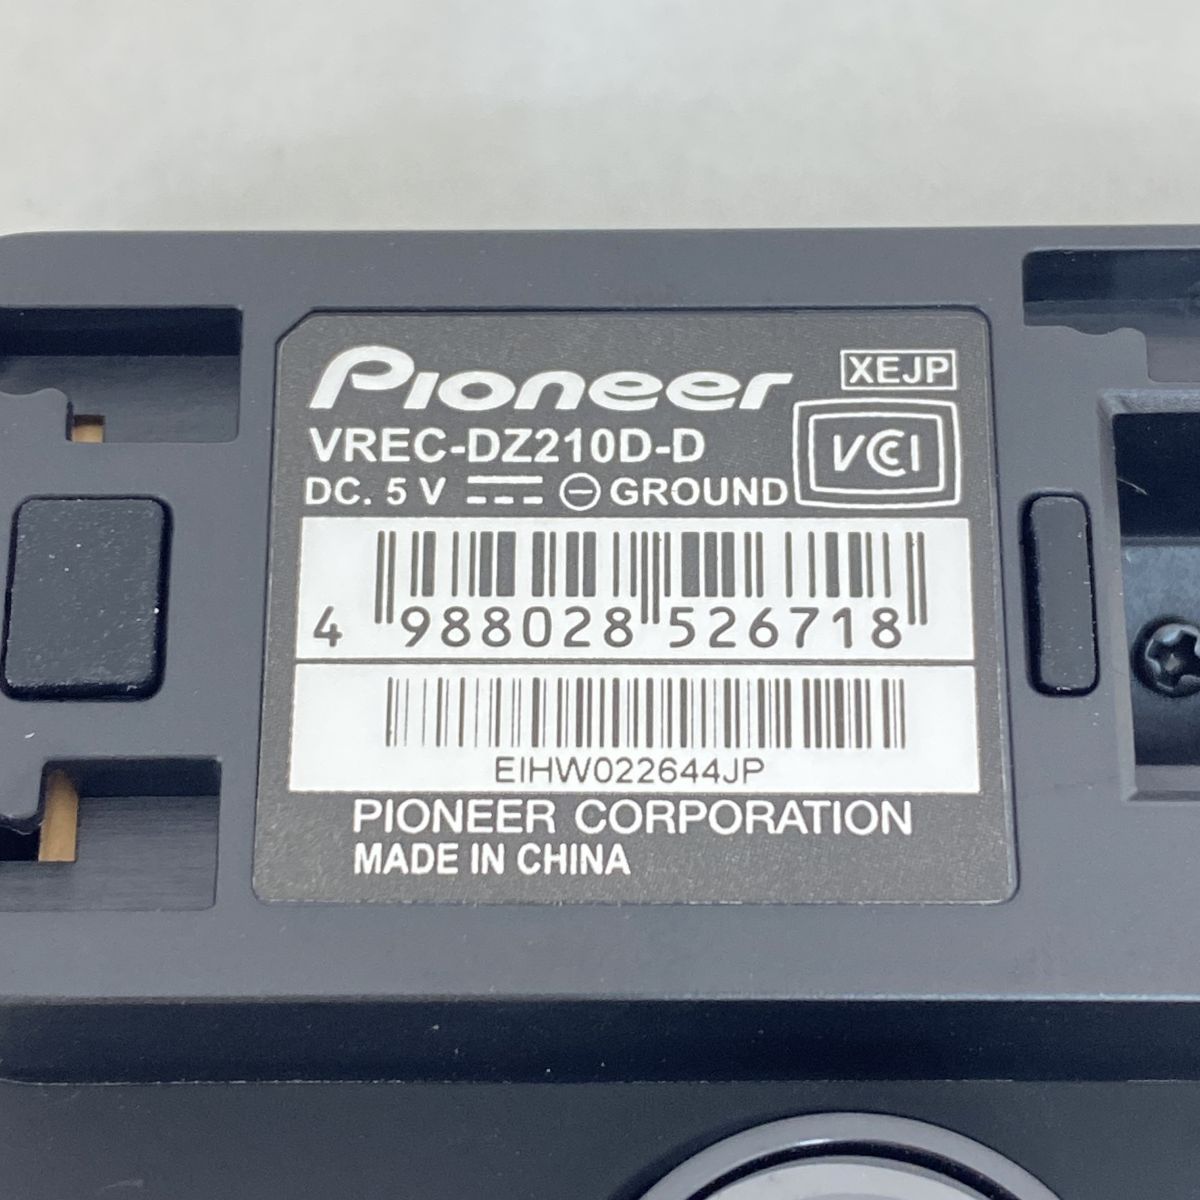 Pioneer
XEJP
VREC-DZ210D-D
VCCI
DC. 5 V ⎓ ⊖ GROUND
4 988028 526718
EIHW022644JP
PIONEER CORPORATION
MADE IN CHINA